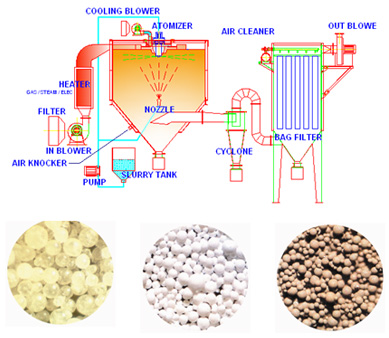 COOLING BLOWER
ATOMIZER
AIR CLEANER
OUT BLOWE
HEATER
GAS /STEAM / ELEC
FILTER
NOZZLE
IN BLOWER
BAG FILTER
CYCLONE
AIR KNOCKER
SLURRY TANK
PUMP